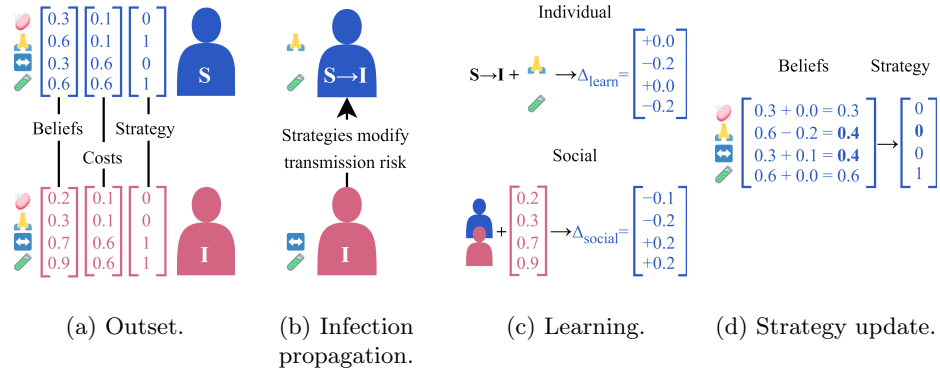 0.3 0.1 0
0.6 0.1 1
0.3 0.6 0
0.6 0.6 1
S
Beliefs
Strategy
Costs
0.2 0.1 0
0.3 0.1 0
0.7 0.6 1
0.9 0.6 1
I
(a) Outset.
S→I
Strategies modify
transmission risk
I
(b) Infection
propagation.
Individual
S→I + →Δlearn=
+0.0
−0.2
+0.0
−0.2
Social
+
0.2
0.3
0.7
0.9
→Δsocial=
−0.1
−0.2
+0.2
+0.2
(c) Learning.
Beliefs Strategy
0.3 + 0.0 = 0.3 0
0.6 − 0.2 = 0.4 → 0
0.3 + 0.1 = 0.4 0
0.6 + 0.0 = 0.6 1
(d) Strategy update.